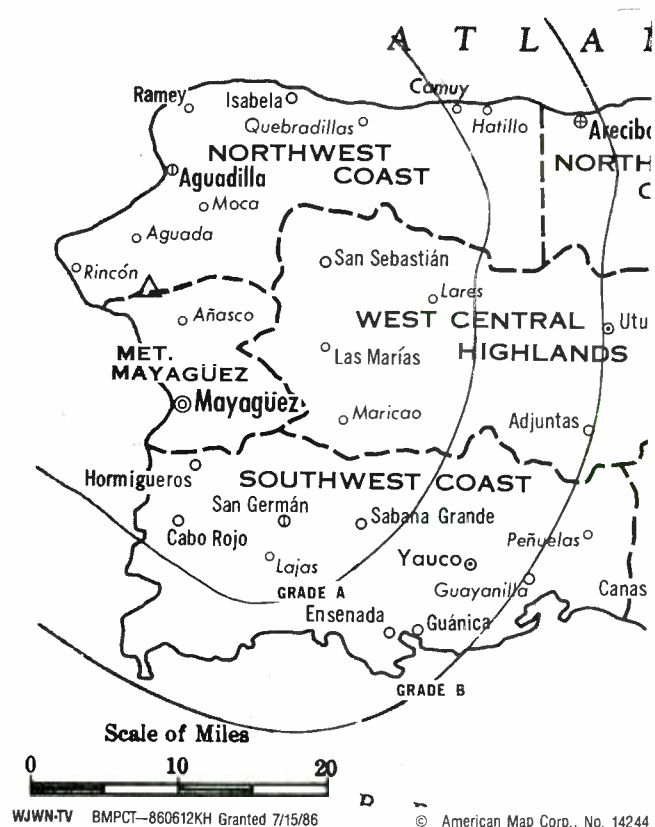 A T L A
Camuy
Ramey
Isabela
Quebradillas
Hatillo
Arecibo
NORTHWEST
COAST
NORTH
C
Aguadilla
Moca
Aguada
San Sebastián
Rincón
Lares
Añasco
WEST CENTRAL
HIGHLANDS
Utu
MET.
MAYAGÜEZ
Las Marías
Mayagüez
Maricao
Adjuntas
Hormigueros
SOUTHWEST COAST
San Germán
Sabana Grande
Cabo Rojo
Peñuelas
Lajas
Yauco
Guayanilla
GRADE A
Canas
Ensenada
Guánica
GRADE B
Scale of Miles
0 10 20
WJWN-TV BMPCT—860612KH Granted 7/15/86
© American Map Corp., No. 14244